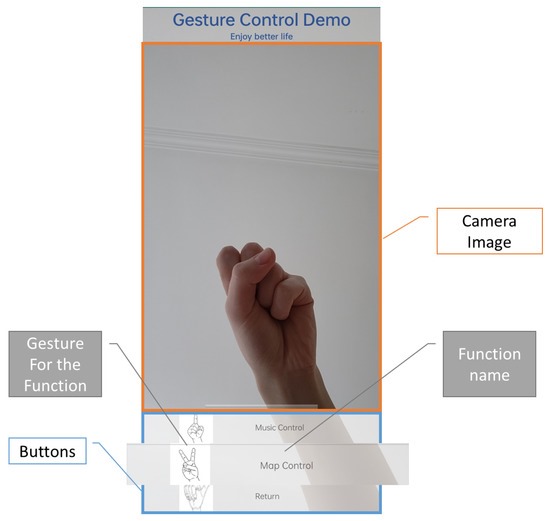 Gesture Control Demo
Enjoy better life
Camera
Image
Gesture
For the
Function
Function
name
Music Control
Buttons
Map Control
Return